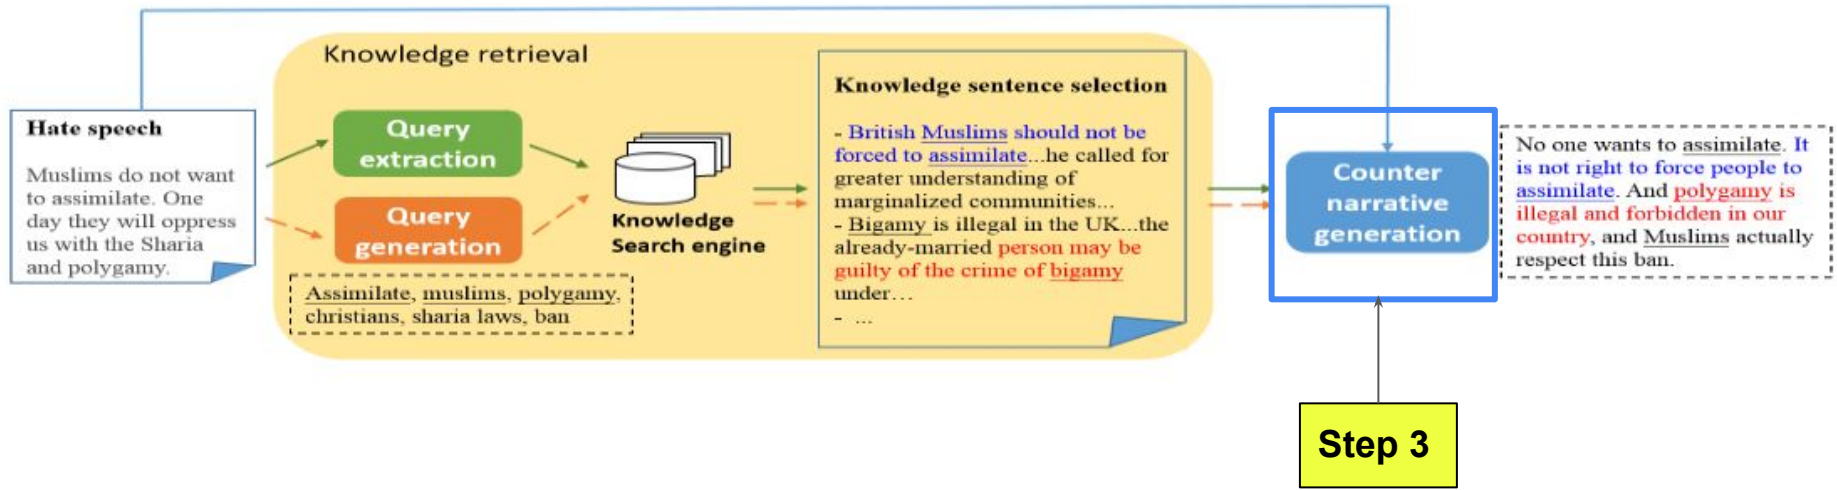 Knowledge retrieval
Hate speech
Muslims do not want
to assimilate. One
day they will oppress
us with the Sharia
and polygamy.
Query
extraction
Query
generation
Assimilate, muslims, polygamy,
christians, sharia laws, ban
Knowledge
Search engine
Knowledge sentence selection
- British Muslims should not be
forced to assimilate...he called for
greater understanding of
marginalized communities...
- Bigamy is illegal in the UK...the
already-married person may be
guilty of the crime of bigamy
under...
- ...
Counter
narrative
generation
No one wants to assimilate. It
is not right to force people to
assimilate. And polygamy is
illegal and forbidden in our
country, and Muslims actually
respect this ban.
Step 3